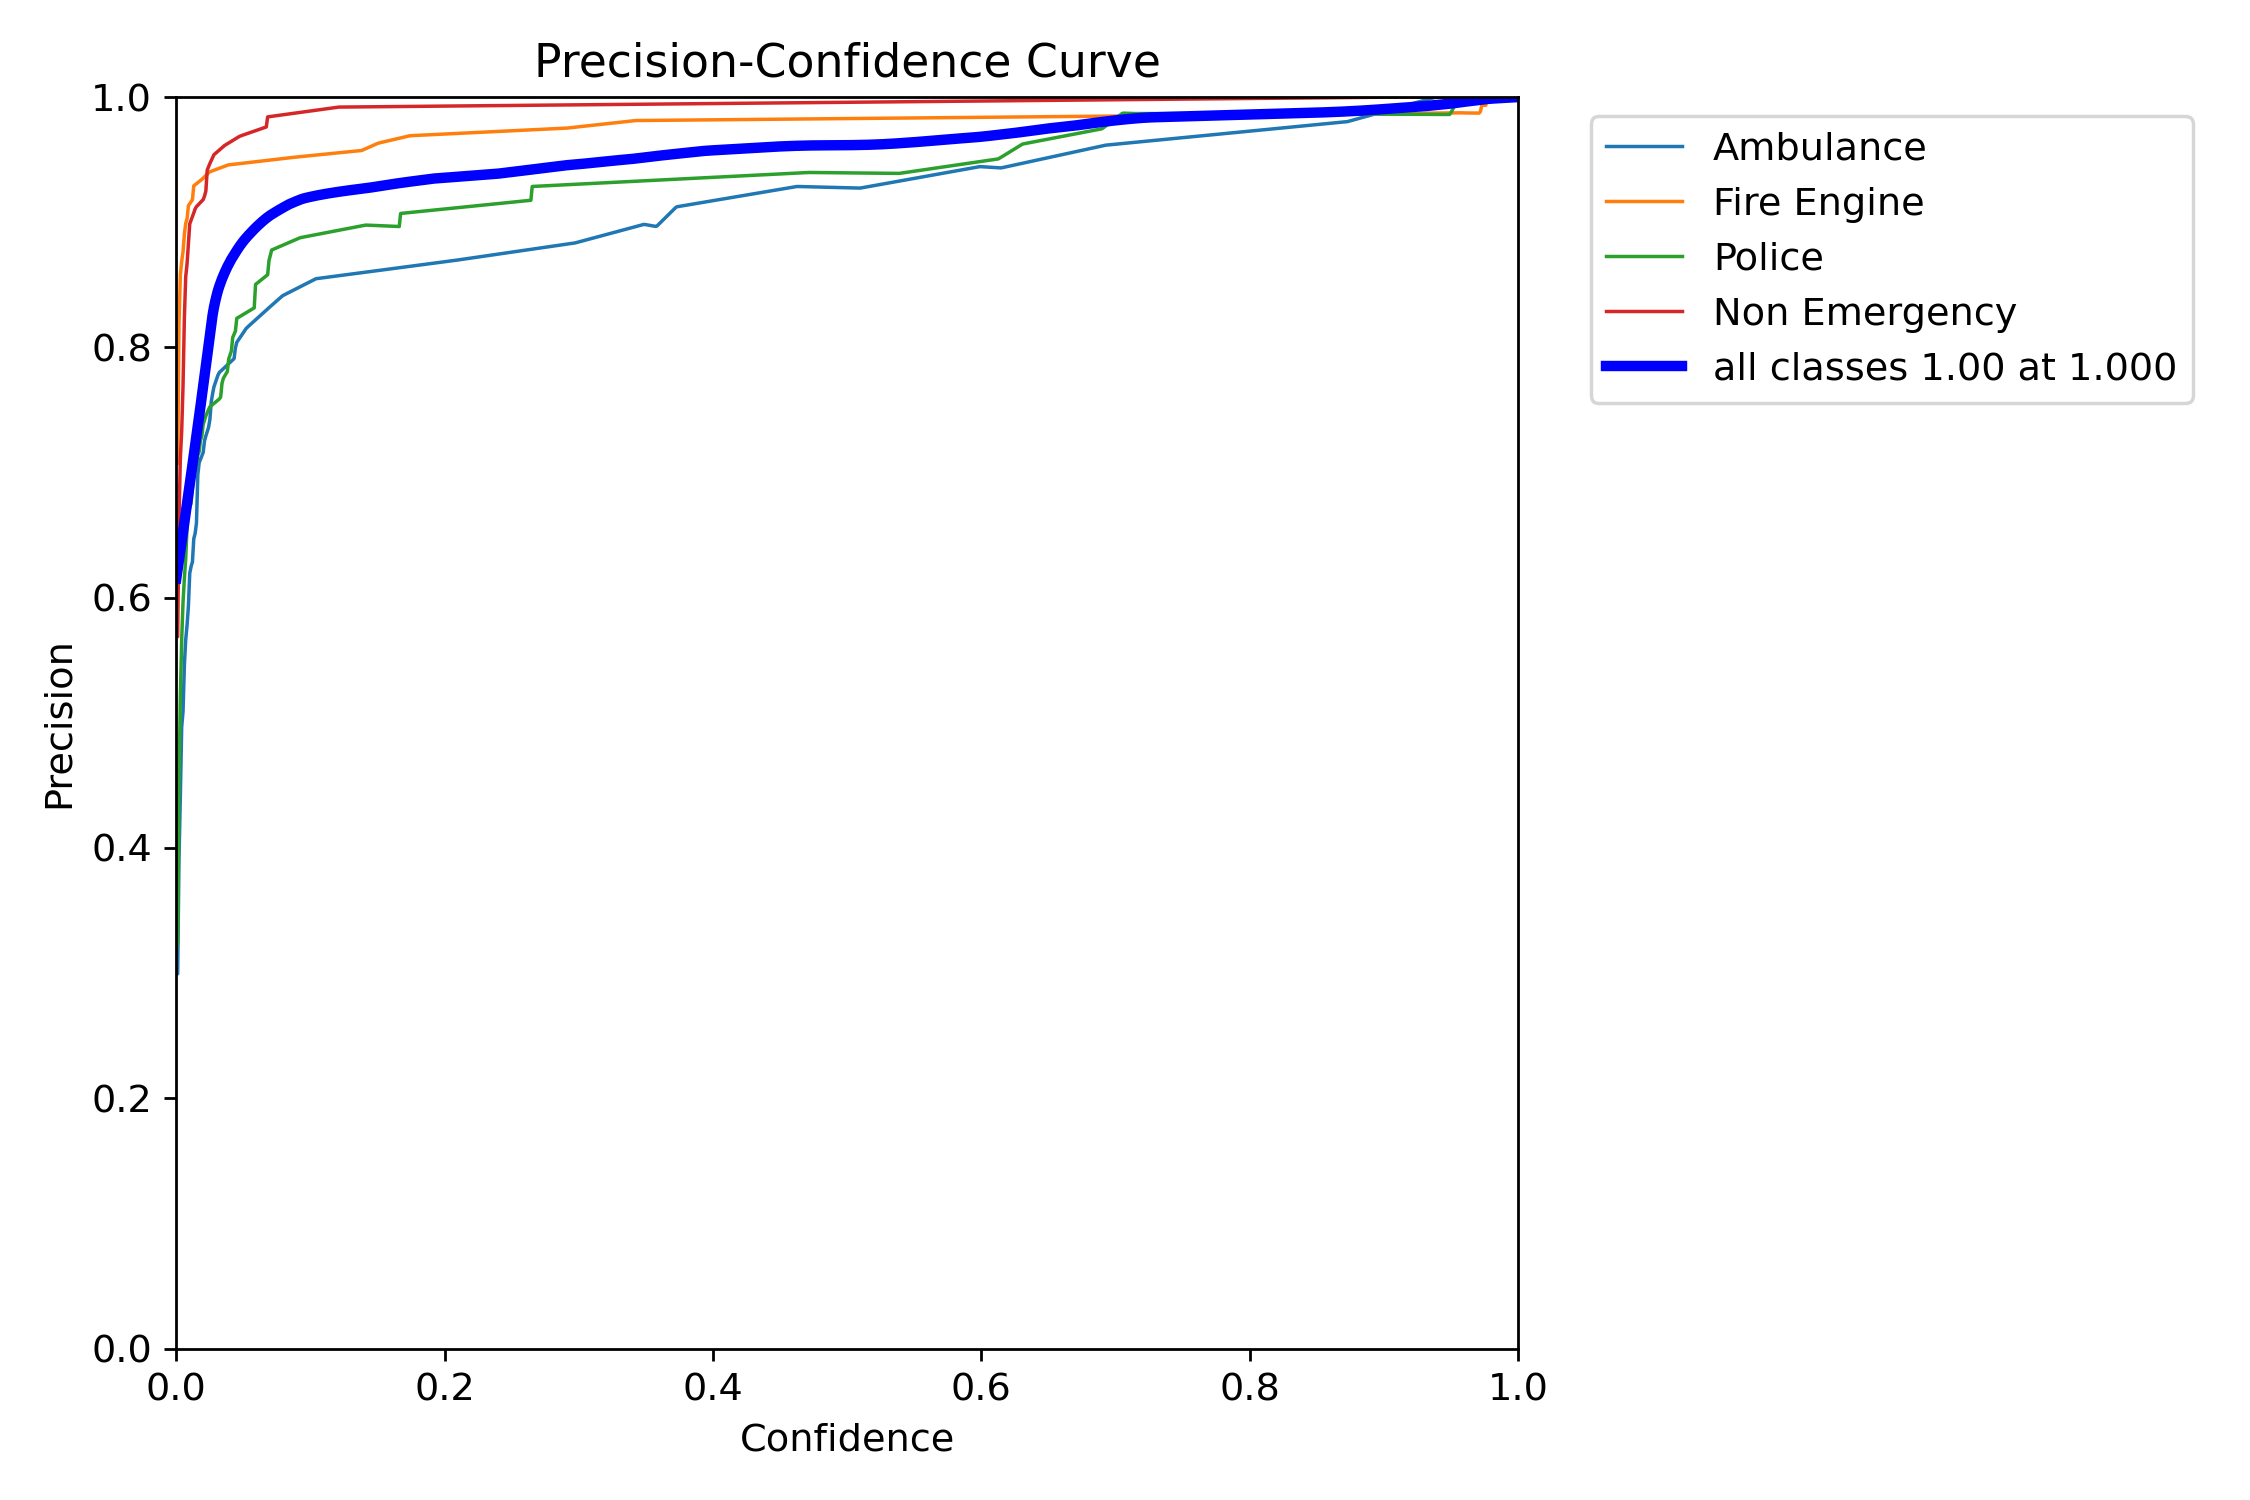 Precision-Confidence Curve
1.0
0.8
0.6
0.4
0.2
0.0
Precision
0.0 0.2 0.4 0.6 0.8 1.0
Confidence
Ambulance
Fire Engine
Police
Non Emergency
all classes 1.00 at 1.000